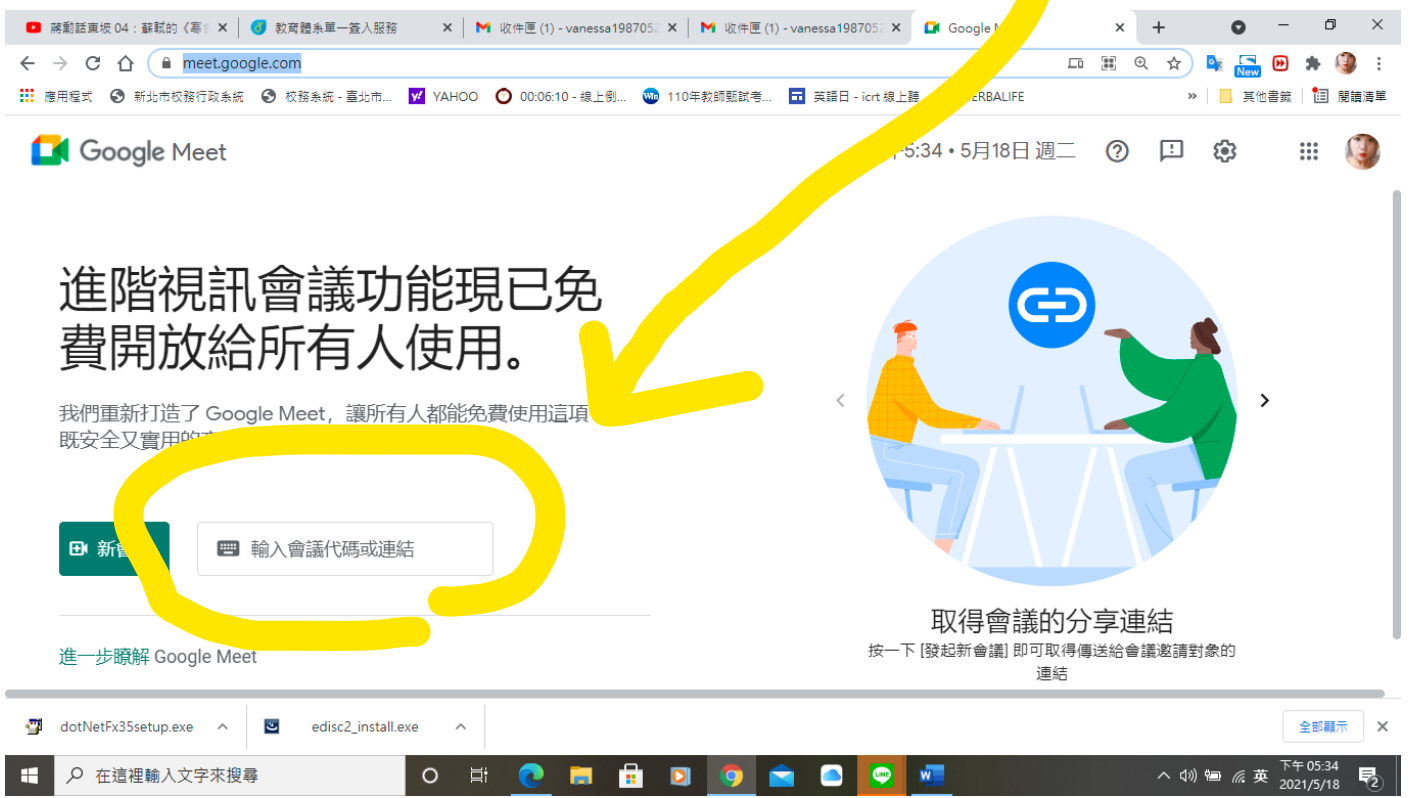 蔣勳話東坡 04：蘇軾的《寒
教育體系單一簽入服務
收件匣 (1) - vanessa1987052
收件匣 (1) - vanessa1987052
Google
meet.google.com
New
應用程式
新北市校務行政系統
校務系統 - 臺北市...
YAHOO
00:06:10 - 線上倒...
110年教師甄試考...
英語日 - icrt 線上聽
ERBALIFE
»
其他書籤
閱讀清單
Google Meet
5:34 • 5月18日 週二
進階視訊會議功能現已免
費開放給所有人使用。
我們重新打造了 Google Meet，讓所有人都能免費使用這項
既安全又實用的
新
輸入會議代碼或連結
進一步瞭解 Google Meet
取得會議的分享連結
按一下 [發起新會議] 即可取得傳送給會議邀請對象的
連結
dotNetFx35setup.exe
edisc2_install.exe
全部顯示
在這裡輸入文字來搜尋
LINE
W
英
下午 05:34
2021/5/18
2